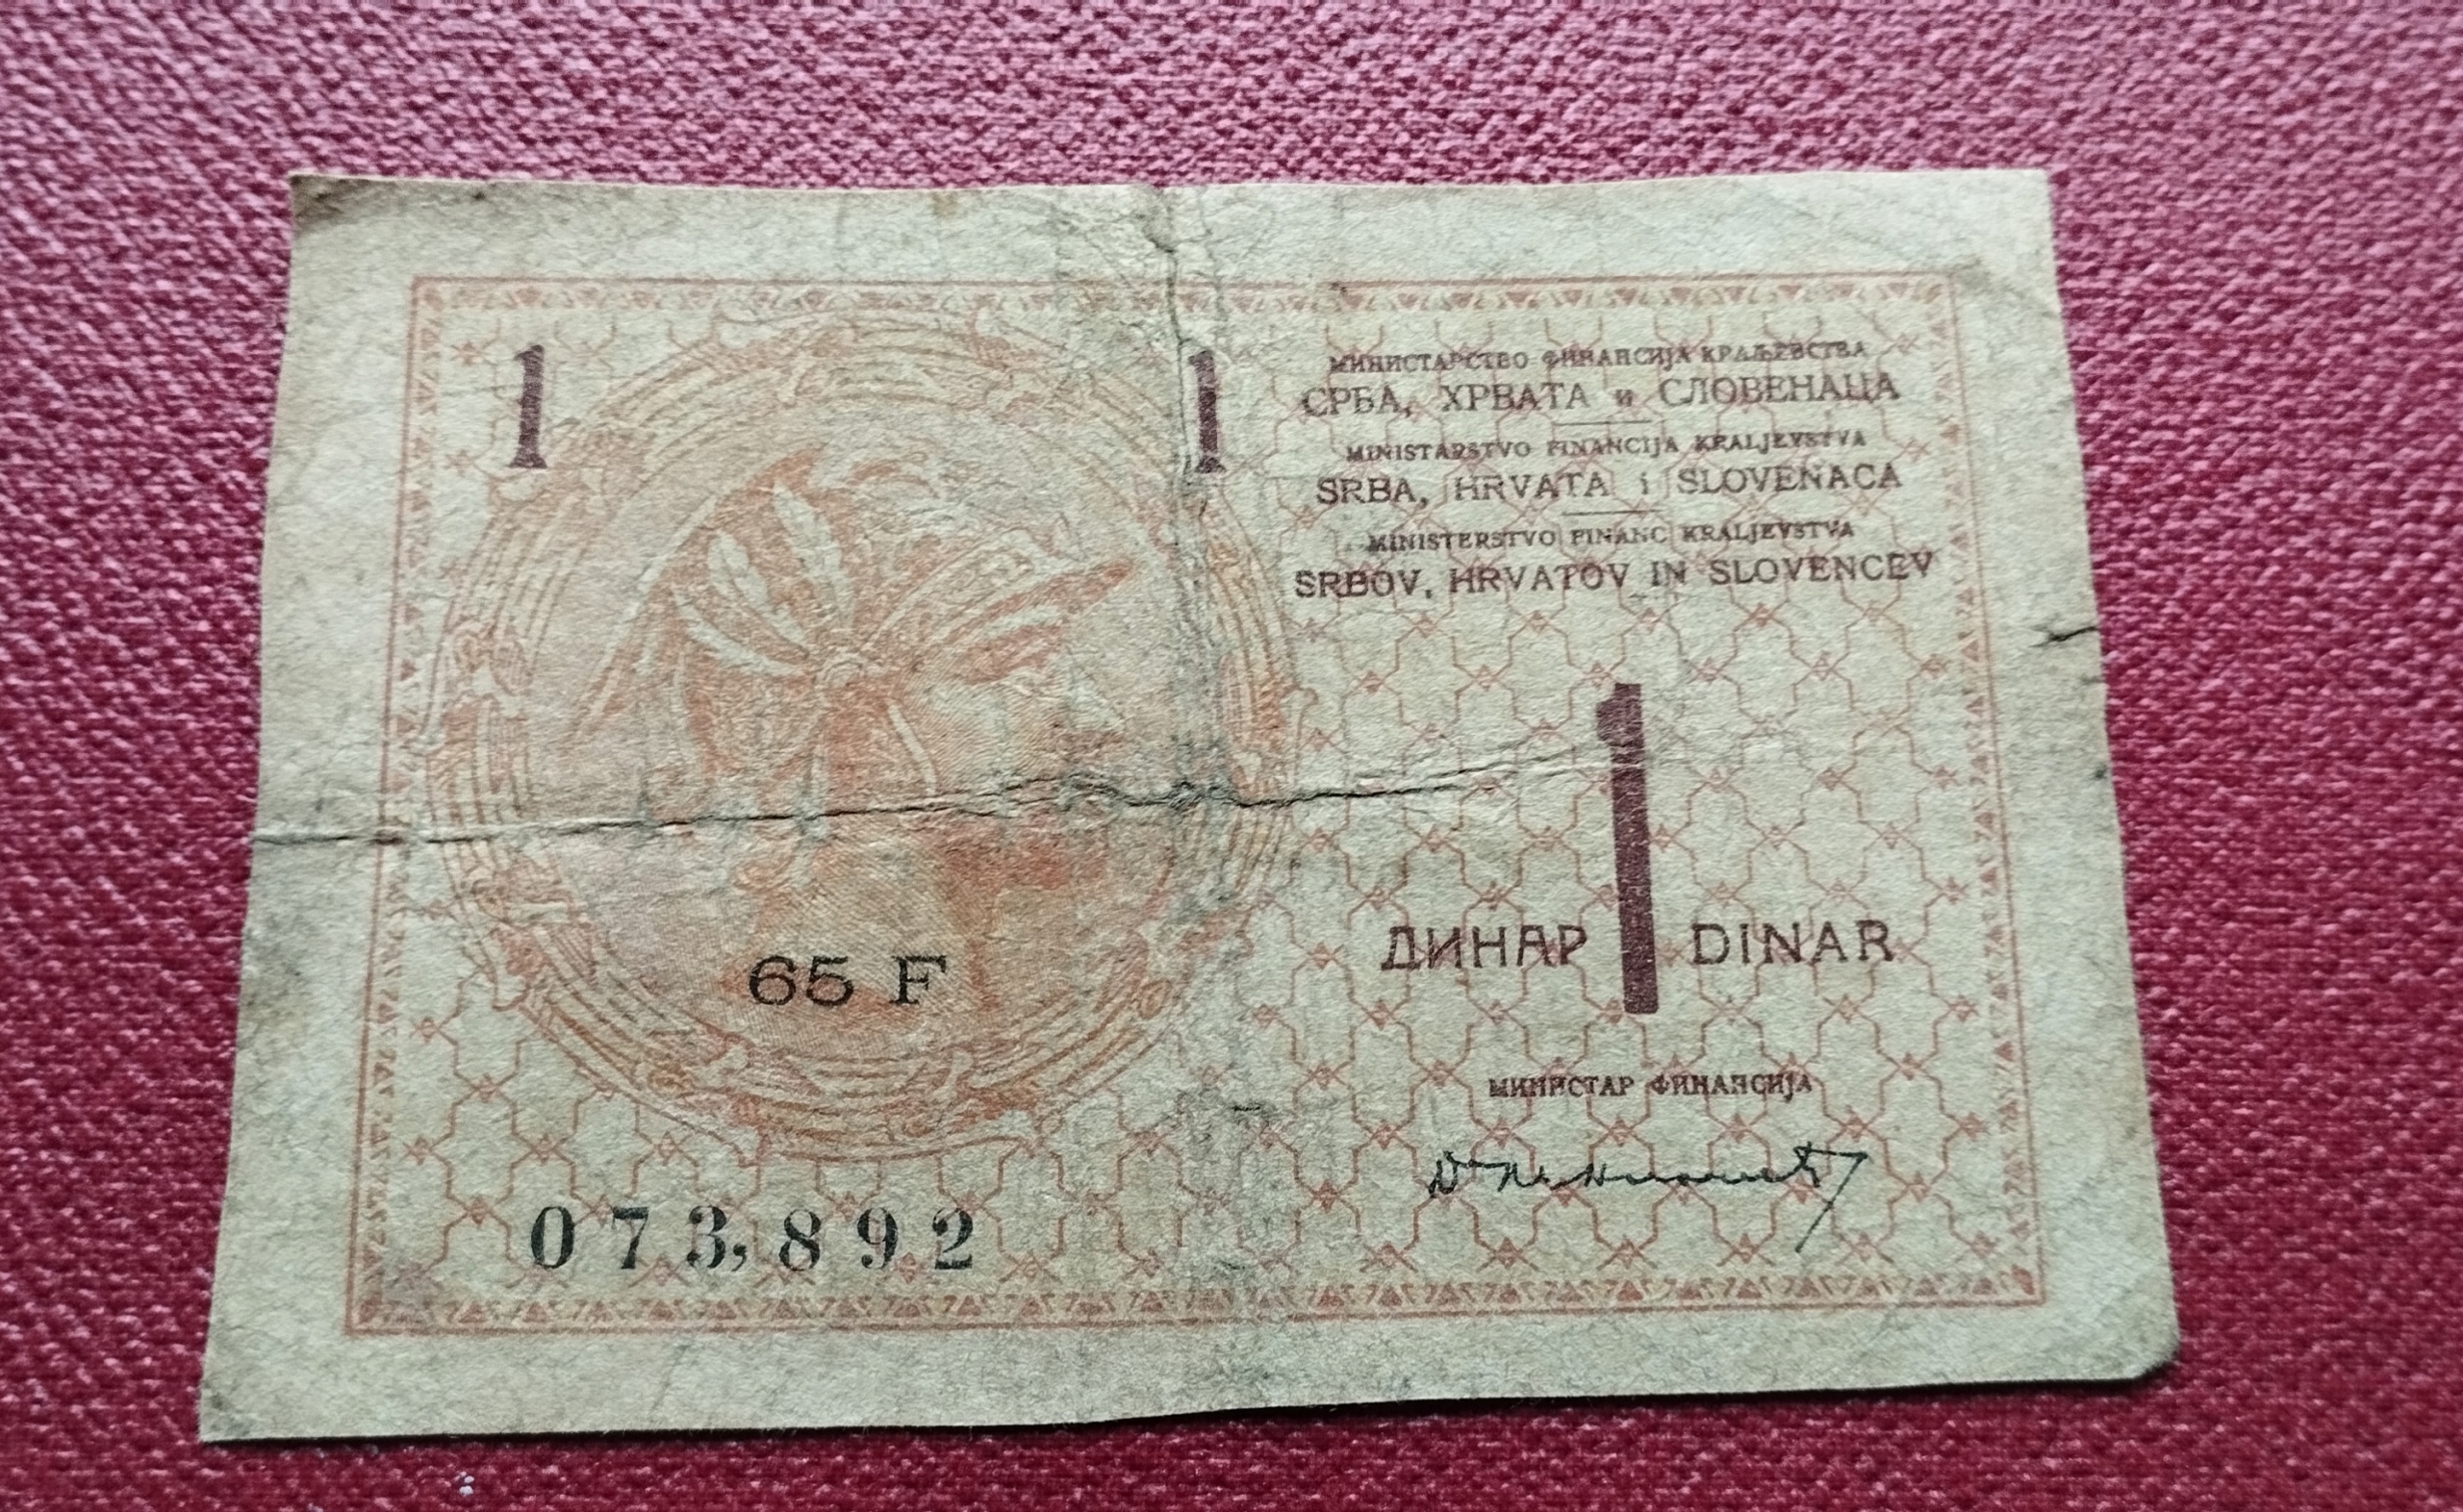 1
1
МИНИСТАРСТВО ФИНАНСИЈА КРАЉЕВСТВА
СРБА, ХРВАТА и СЛОВЕНАЦА
MINISTARSTVO FINANCIJA KRALJEVSTVA
SRBA, HRVATA i SLOVENACA
MINISTERSTVO FINANC KRALJEVSTVA
SRBOV, HRVATOV IN SLOVENCEV
ДИНАР 1 DINAR
65 F
МИНИСТАР ФИНАНСИЈА
073,892